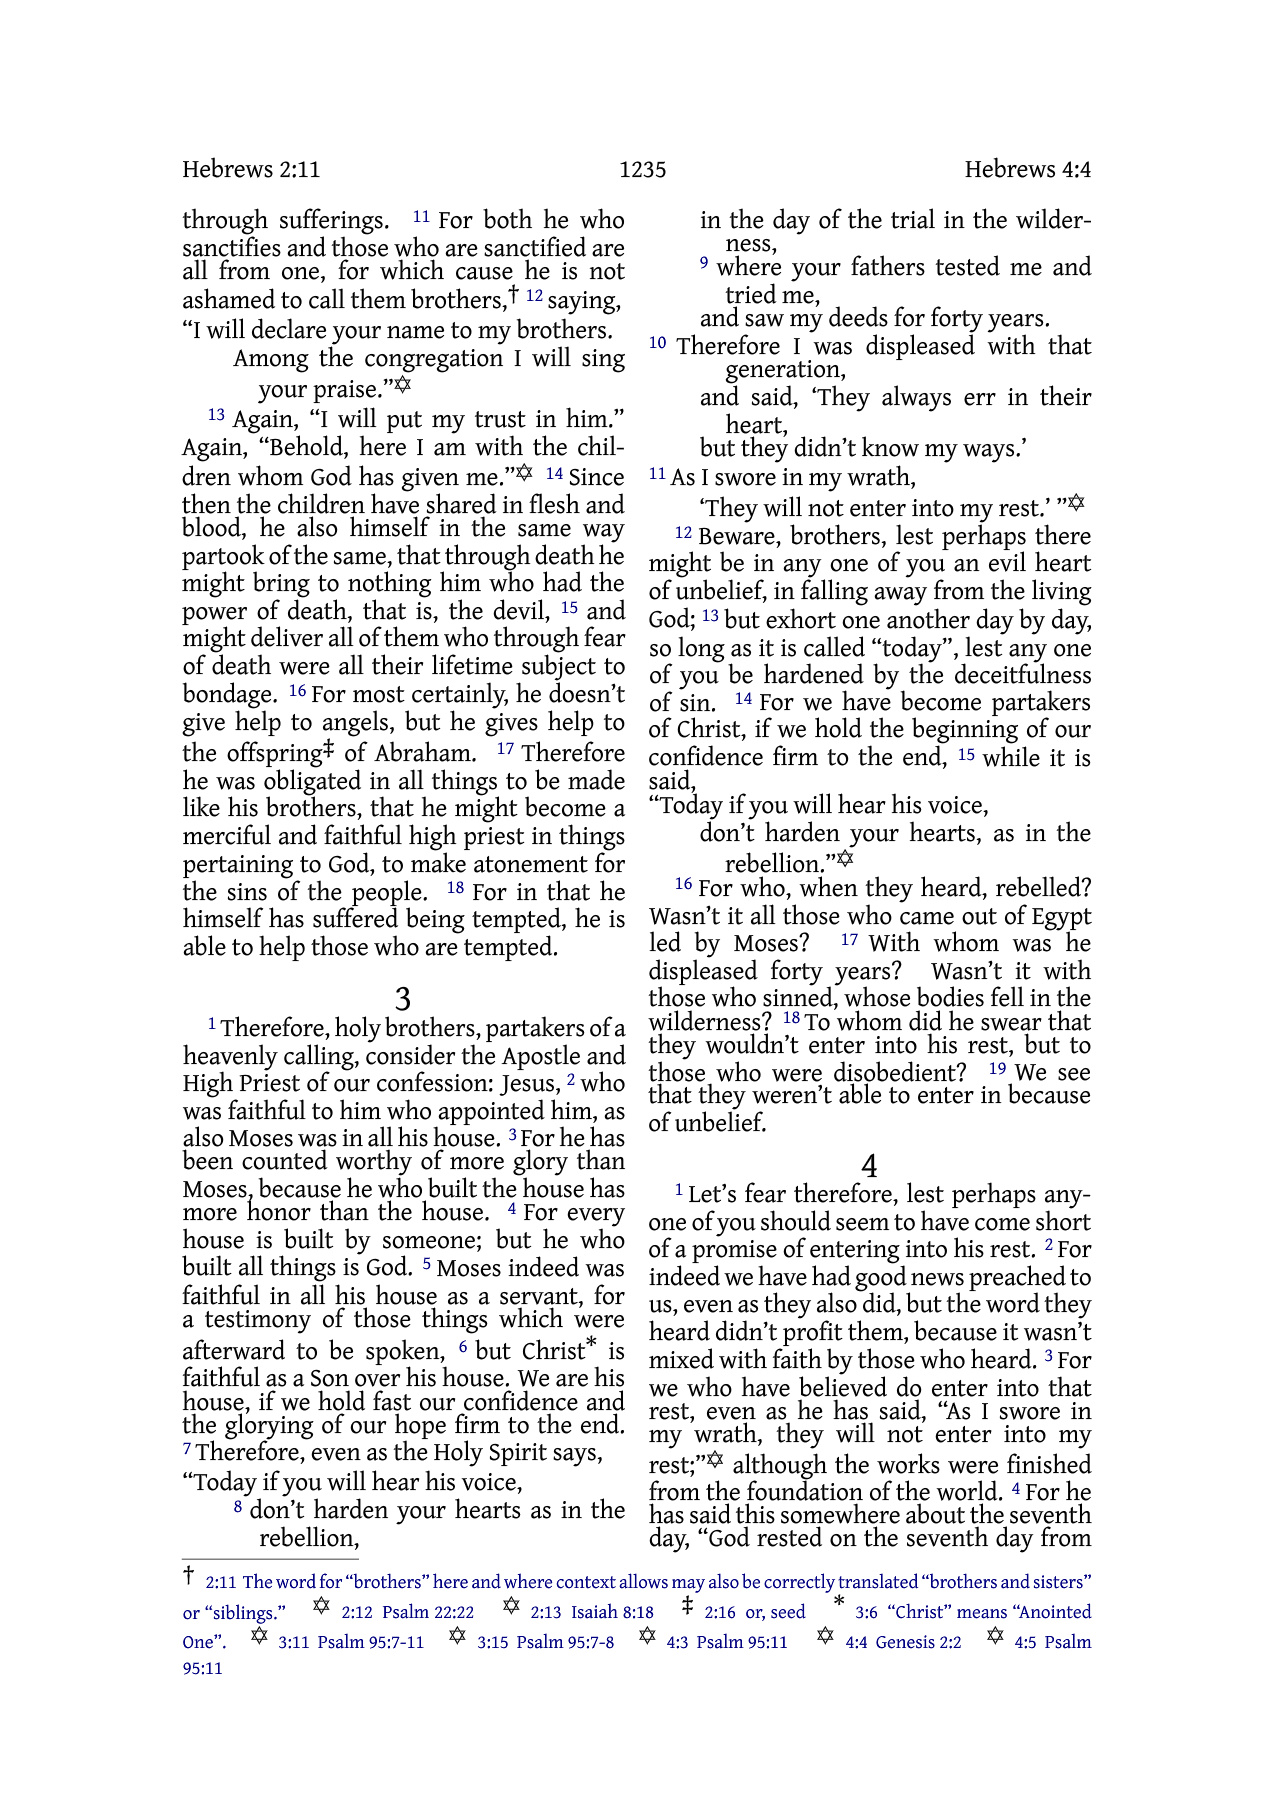 Hebrews 2:11 1235 Hebrews 4:4
through sufferings. 11 For both he who
sanctifies and those who are sanctified are
all from one, for which cause he is not
ashamed to call them brothers,† 12 saying,
“I will declare your name to my brothers.
Among the congregation I will sing
your praise.”✡
13 Again, “I will put my trust in him.”
Again, “Behold, here I am with the chil-
dren whom God has given me.”✡ 14 Since
then the children have shared in flesh and
blood, he also himself in the same way
partook of the same, that through death he
might bring to nothing him who had the
power of death, that is, the devil, 15 and
might deliver all of them who through fear
of death were all their lifetime subject to
bondage. 16 For most certainly, he doesn’t
give help to angels, but he gives help to
the offspring‡ of Abraham. 17 Therefore
he was obligated in all things to be made
like his brothers, that he might become a
merciful and faithful high priest in things
pertaining to God, to make atonement for
the sins of the people. 18 For in that he
himself has suffered being tempted, he is
able to help those who are tempted.
3
1 Therefore, holy brothers, partakers of a
heavenly calling, consider the Apostle and
High Priest of our confession: Jesus, 2 who
was faithful to him who appointed him, as
also Moses was in all his house. 3 For he has
been counted worthy of more glory than
Moses, because he who built the house has
more honor than the house. 4 For every
house is built by someone; but he who
built all things is God. 5 Moses indeed was
faithful in all his house as a servant, for
a testimony of those things which were
afterward to be spoken, 6 but Christ* is
faithful as a Son over his house. We are his
house, if we hold fast our confidence and
the glorying of our hope firm to the end.
7 Therefore, even as the Holy Spirit says,
“Today if you will hear his voice,
8 don’t harden your hearts as in the
rebellion,
in the day of the trial in the wilder-
ness,
9 where your fathers tested me and
tried me,
and saw my deeds for forty years.
10 Therefore I was displeased with that
generation,
and said, ‘They always err in their
heart,
but they didn’t know my ways.’
11 As I swore in my wrath,
‘They will not enter into my rest.’ ”✡
12 Beware, brothers, lest perhaps there
might be in any one of you an evil heart
of unbelief, in falling away from the living
God; 13 but exhort one another day by day,
so long as it is called “today”, lest any one
of you be hardened by the deceitfulness
of sin. 14 For we have become partakers
of Christ, if we hold the beginning of our
confidence firm to the end, 15 while it is
said,
“Today if you will hear his voice,
don’t harden your hearts, as in the
rebellion.”✡
16 For who, when they heard, rebelled?
Wasn’t it all those who came out of Egypt
led by Moses? 17 With whom was he
displeased forty years? Wasn’t it with
those who sinned, whose bodies fell in the
wilderness? 18 To whom did he swear that
they wouldn’t enter into his rest, but to
those who were disobedient? 19 We see
that they weren’t able to enter in because
of unbelief.
4
1 Let’s fear therefore, lest perhaps any-
one of you should seem to have come short
of a promise of entering into his rest. 2 For
indeed we have had good news preached to
us, even as they also did, but the word they
heard didn’t profit them, because it wasn’t
mixed with faith by those who heard. 3 For
we who have believed do enter into that
rest, even as he has said, “As I swore in
my wrath, they will not enter into my
rest;”✡ although the works were finished
from the foundation of the world. 4 For he
has said this somewhere about the seventh
day, “God rested on the seventh day from
† 2:11 The word for “brothers” here and where context allows may also be correctly translated “brothers and sisters”
or “siblings.” ✡ 2:12 Psalm 22:22 ✡ 2:13 Isaiah 8:18 ‡ 2:16 or, seed * 3:6 “Christ” means “Anointed
One”. ✡ 3:11 Psalm 95:7-11 ✡ 3:15 Psalm 95:7-8 ✡ 4:3 Psalm 95:11 ✡ 4:4 Genesis 2:2 ✡ 4:5 Psalm
95:11